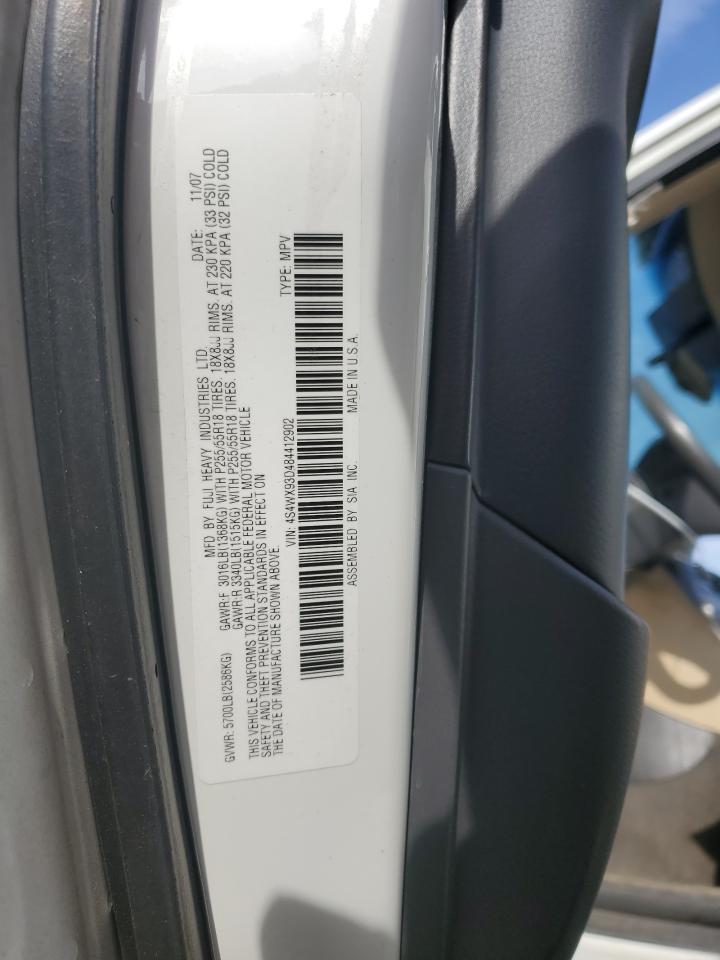 MFD BY FUJI HEAVY INDUSTRIES LTD. DATE: 11/07
GVWR: 5700LB(2586KG) GAWR:F 3016LB(1368KG) WITH P255/55R18 TIRES. 18X8JJ RIMS. AT 230 KPA (33 PSI) COLD
GAWR:R 3340LB(1515KG) WITH P255/55R18 TIRES. 18X8JJ RIMS. AT 220 KPA (32 PSI) COLD
THIS VEHICLE CONFORMS TO ALL APPLICABLE FEDERAL MOTOR VEHICLE
SAFETY AND THEFT PREVENTION STANDARDS IN EFFECT ON
THE DATE OF MANUFACTURE SHOWN ABOVE.
VIN: 4S4WX93D484412902 TYPE: MPV
ASSEMBLED BY SIA INC. MADE IN U.S.A.